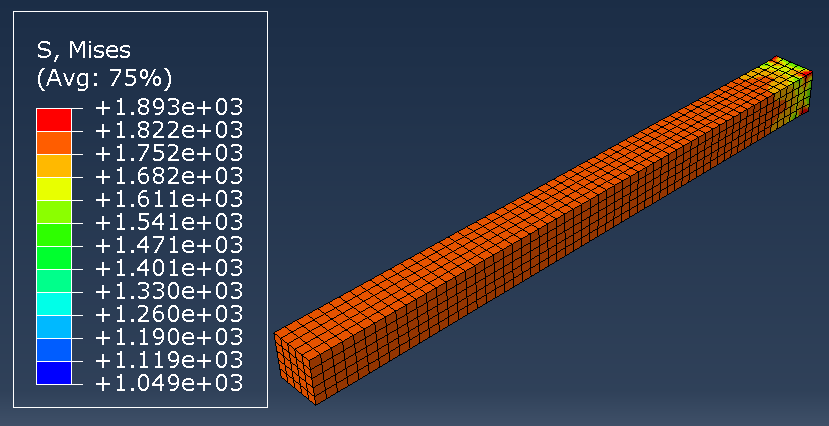 S, Mises
(Avg: 75%)
+1.893e+03
+1.822e+03
+1.752e+03
+1.682e+03
+1.611e+03
+1.541e+03
+1.471e+03
+1.401e+03
+1.330e+03
+1.260e+03
+1.190e+03
+1.119e+03
+1.049e+03